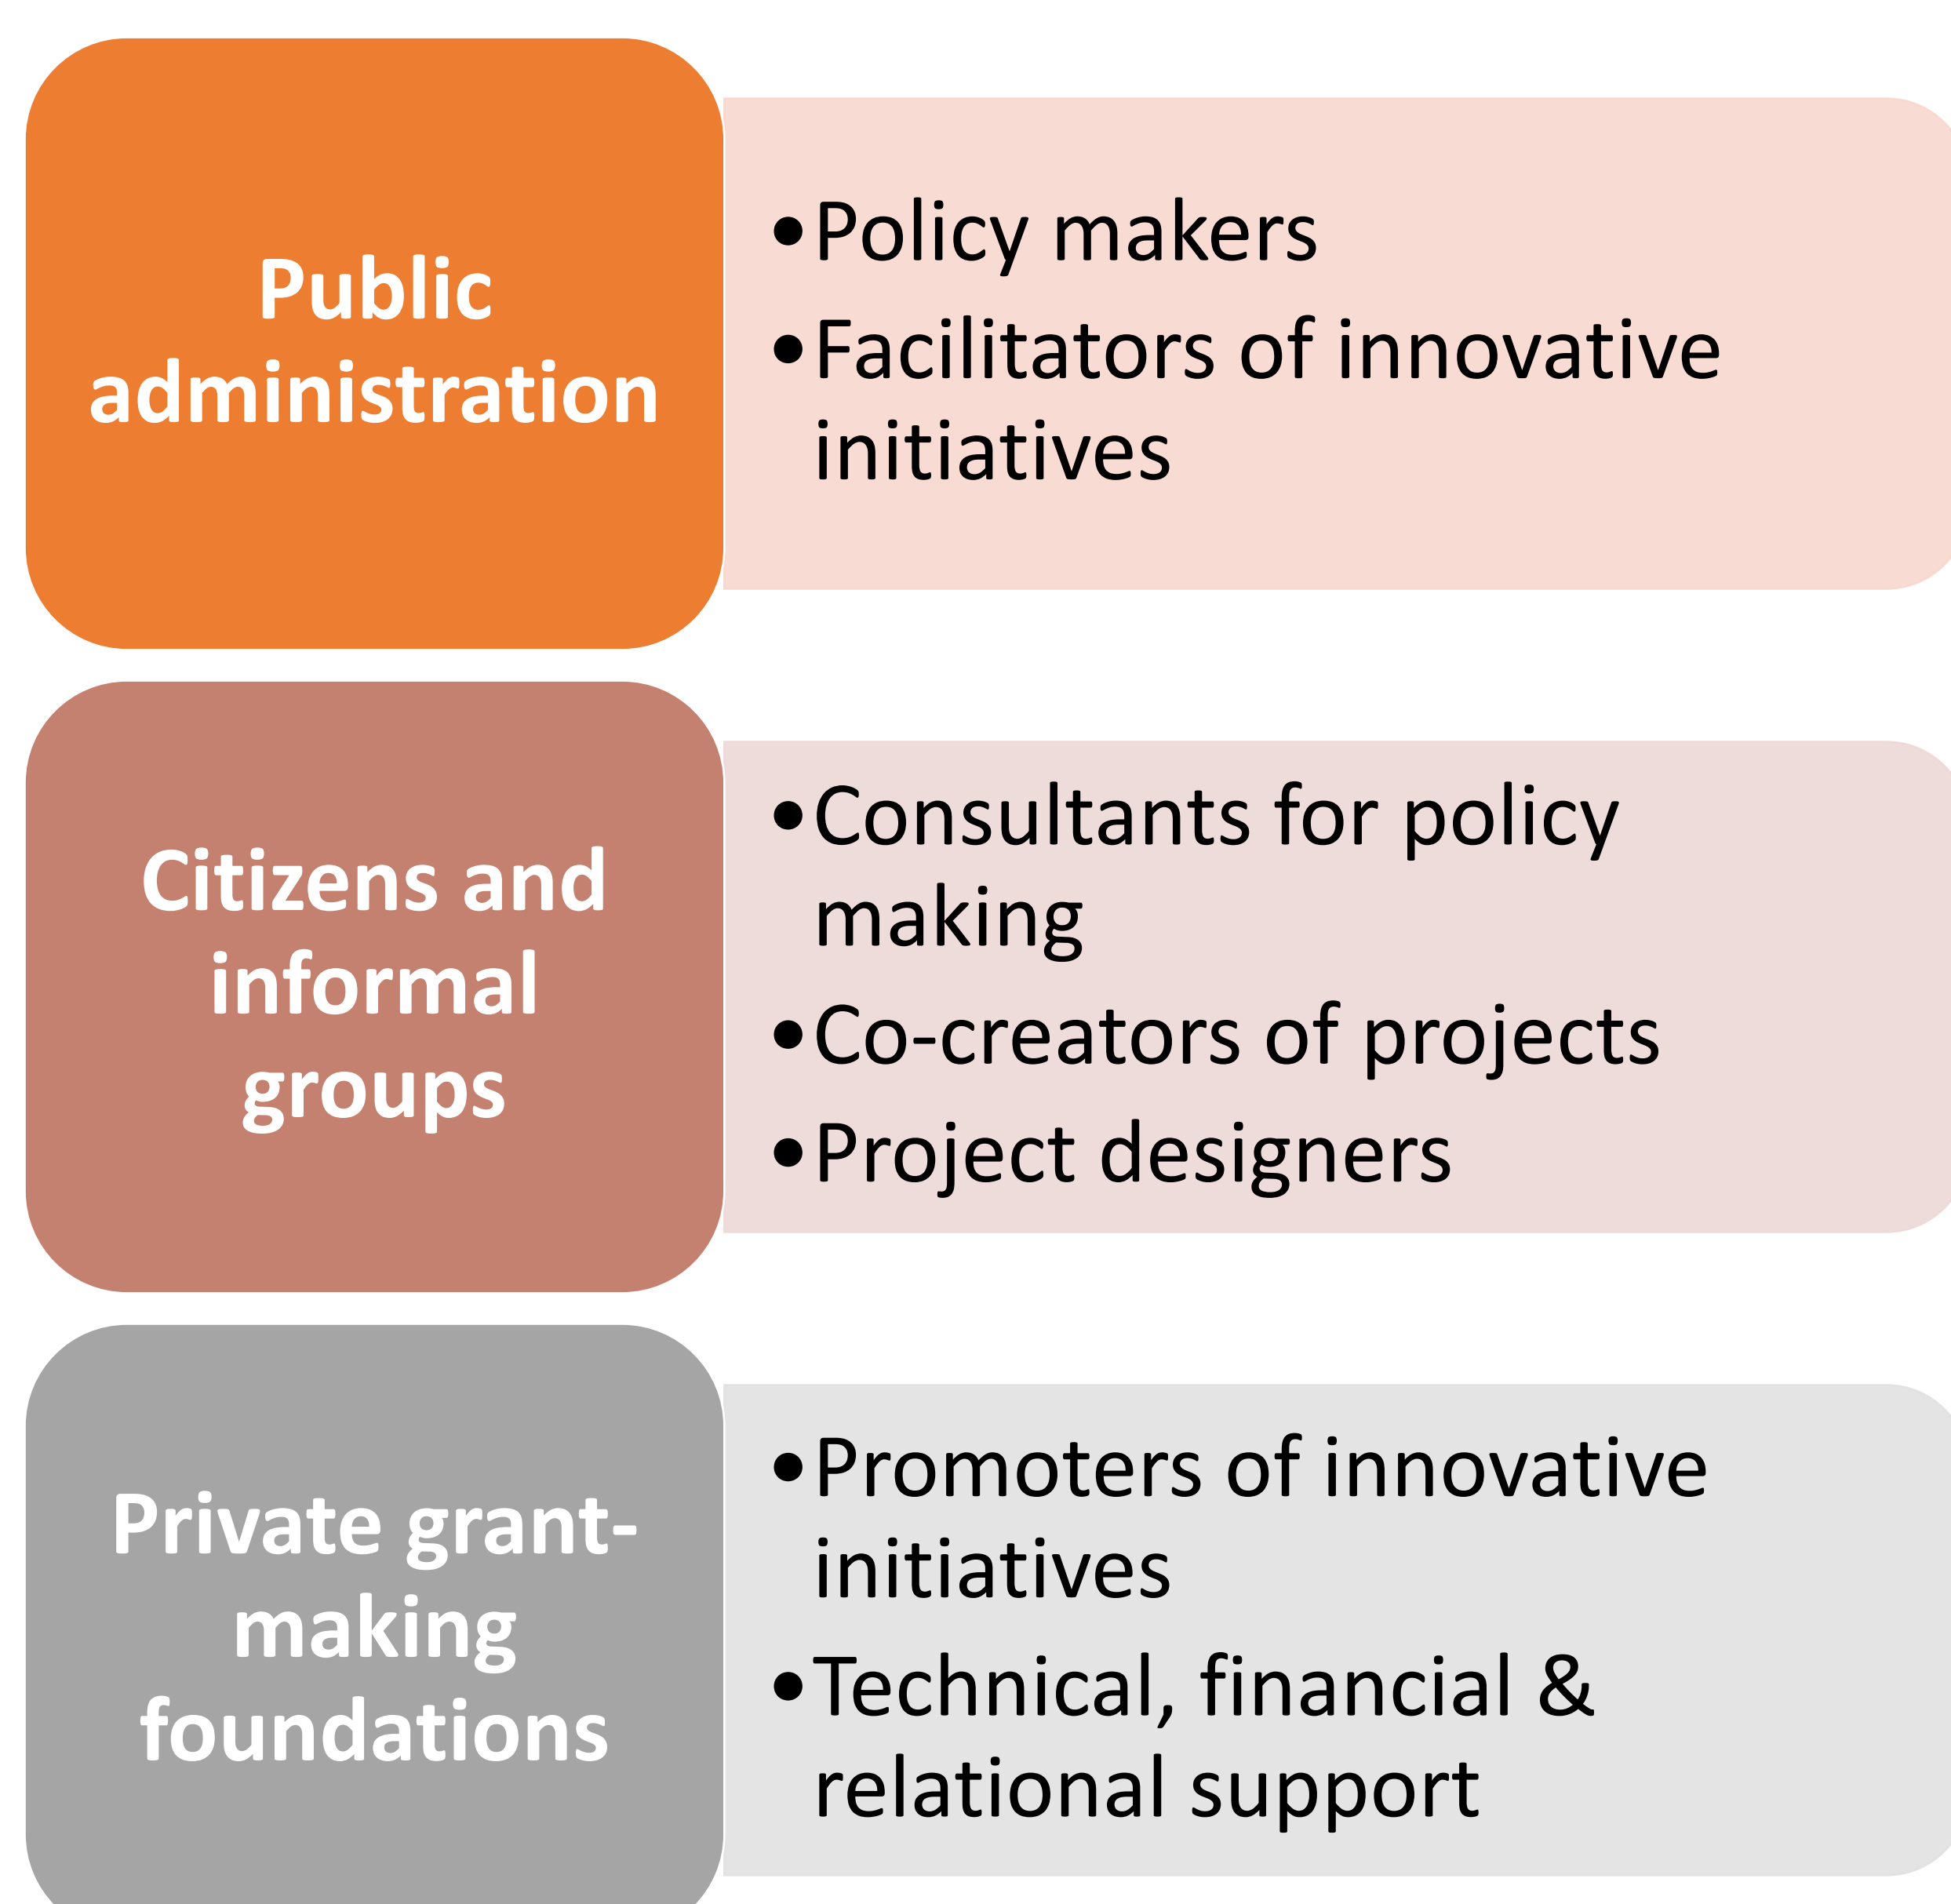 Public
administration
•Policy makers
•Facilitators of innovative
initiatives
Citizens and
informal
groups
•Consultants for policy
making
•Co-creators of projects
•Project designers
Private grant-
making
foundations
•Promoters of innovative
initiatives
•Technical, financial &
relational support